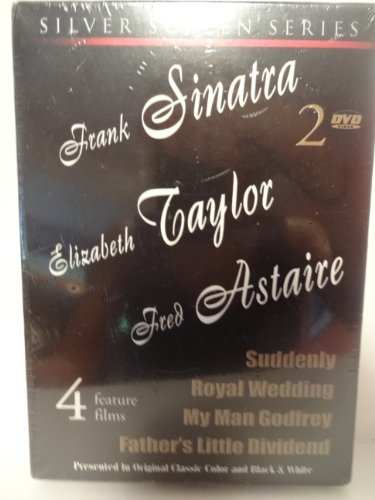 SILVER SCREEN SERIES
Frank Sinatra
2 DVD VIDEO
Elizabeth Taylor
Fred Astaire
Suddenly
Royal Wedding
My Man Godfrey
Father's Little Dividend
4 feature films
Presented in Original Classic Color and Black & White